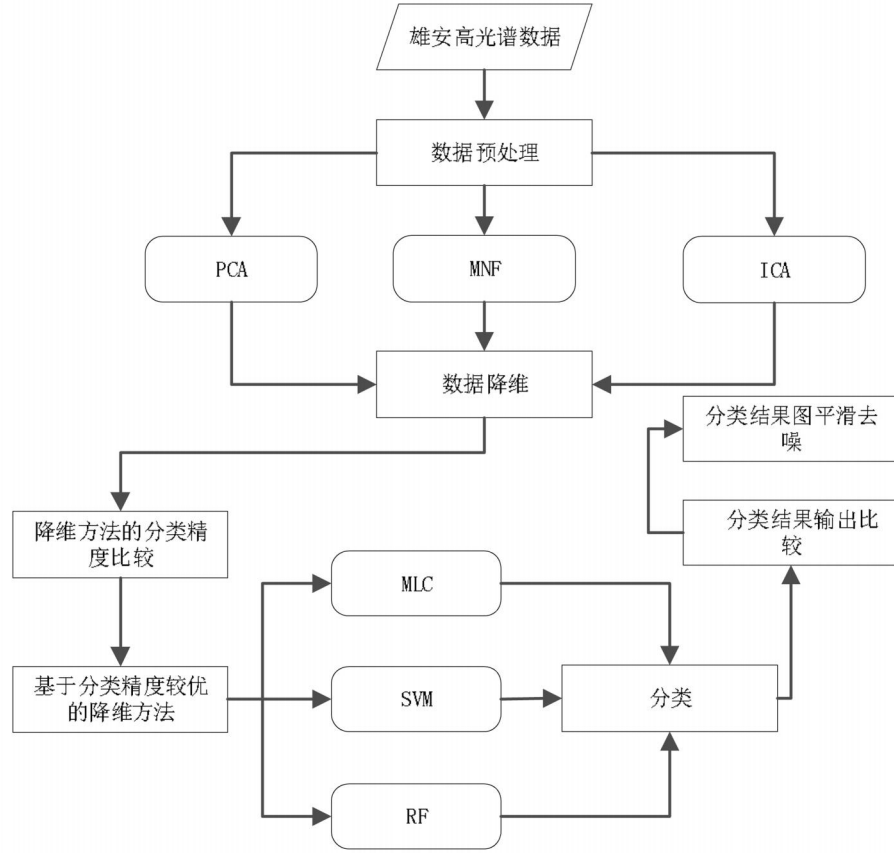 雄安高光谱数据
数据预处理
PCA
MNF
ICA
数据降维
分类结果图平滑去
噪
降维方法的分类精
度比较
分类结果输出比
较
MLC
基于分类精度较优
的降维方法
SVM
分类
RF